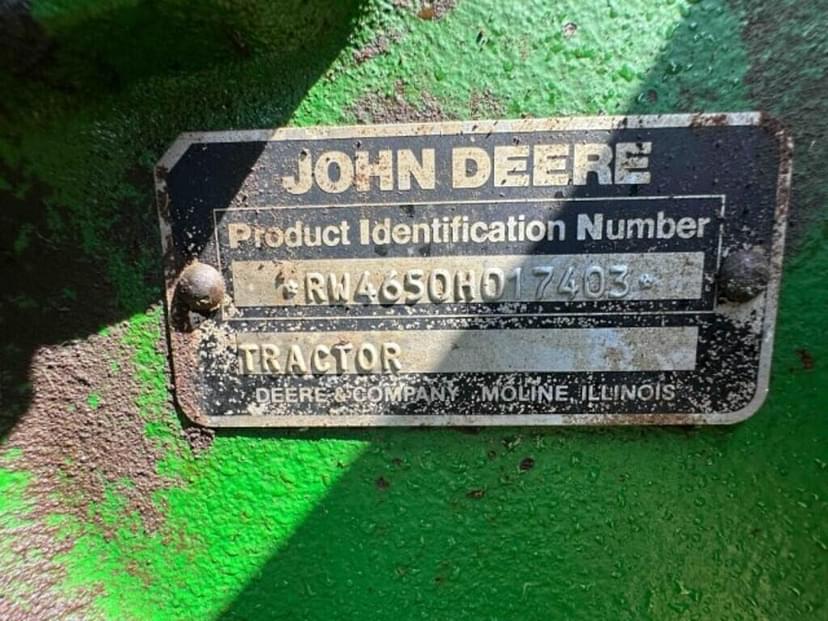 JOHN DEERE
Product Identification Number
*RW4650H017403*
TRACTOR
DEERE & COMPANY MOLINE, ILLINOIS